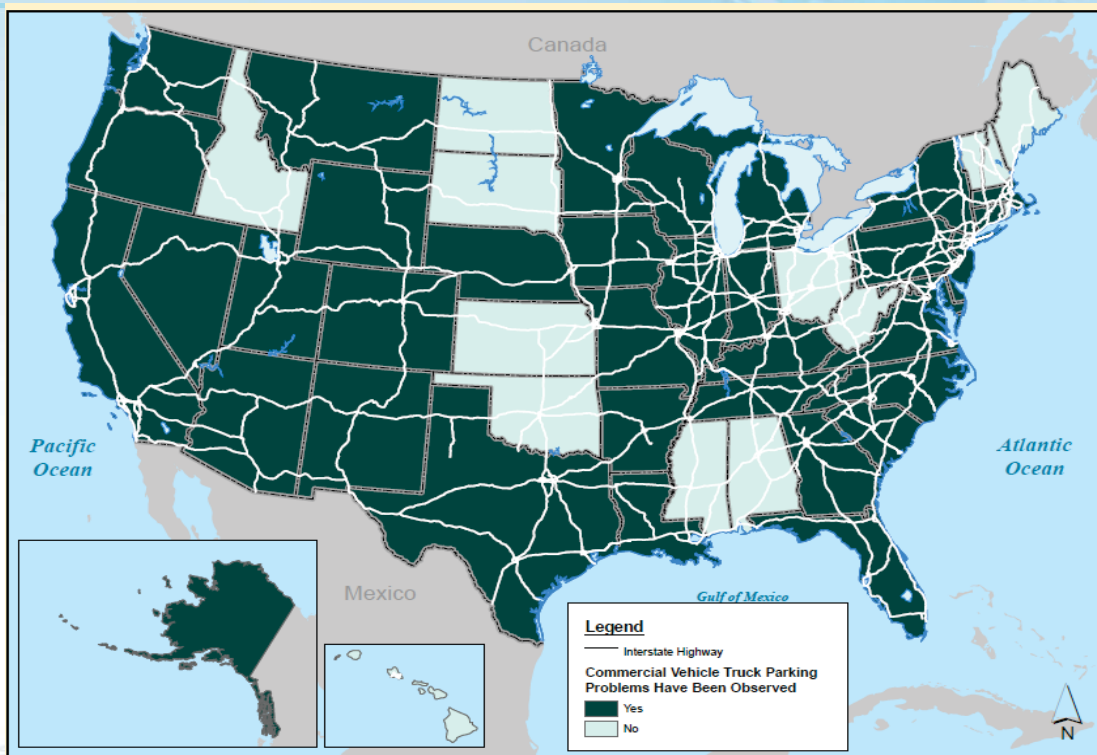 Canada
Pacific
Ocean
Atlantic
Ocean
Mexico
Gulf of Mexico
Legend
Interstate Highway
Commercial Vehicle Truck Parking
Problems Have Been Observed
Yes
No
N